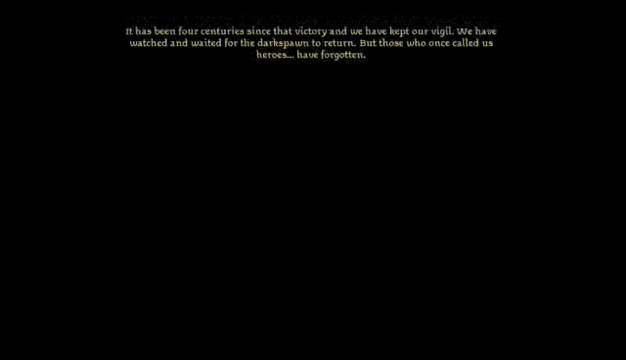 It has been four centuries since that victory and we have kept our vigil. We have
watched and waited for the darkspawn to return. But those who once called us
heroes... have forgotten.